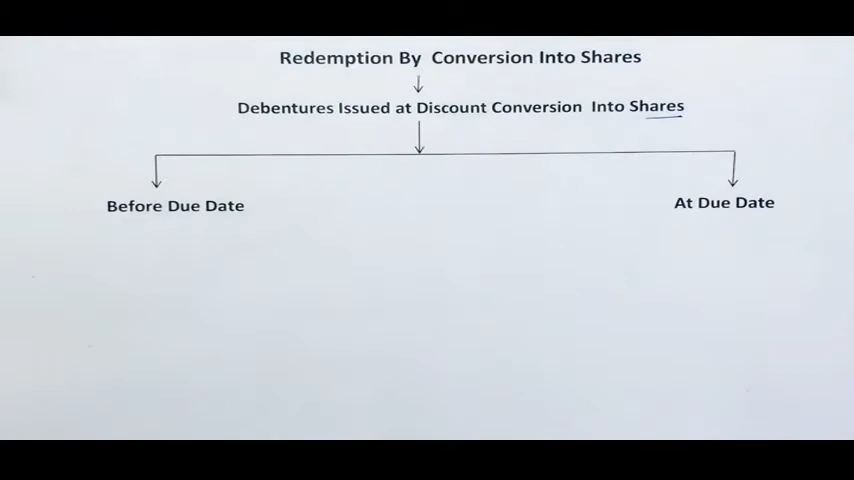 Redemption By Conversion Into Shares
Debentures Issued at Discount Conversion Into Shares
Before Due Date
At Due Date